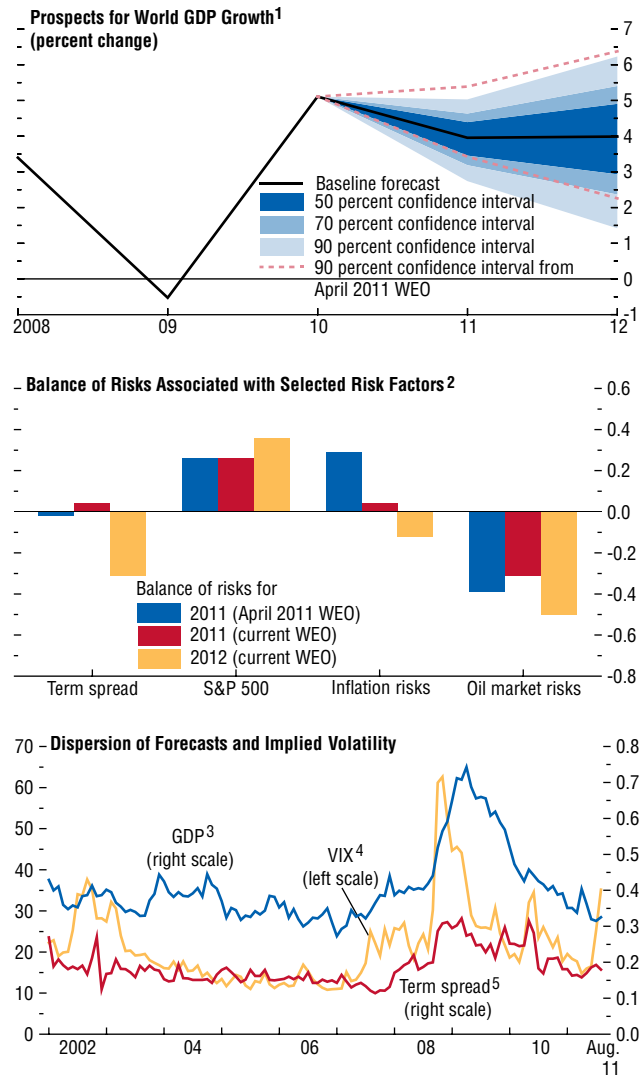 Prospects for World GDP Growth¹
(percent change)
7
6
5
4
3
2
1
0
-1
Baseline forecast
50 percent confidence interval
70 percent confidence interval
90 percent confidence interval
90 percent confidence interval from
April 2011 WEO
2008 09 10 11 12
Balance of Risks Associated with Selected Risk Factors²
0.6
0.4
0.2
0.0
-0.2
-0.4
-0.6
-0.8
Balance of risks for
2011 (April 2011 WEO)
2011 (current WEO)
2012 (current WEO)
Term spread S&P 500 Inflation risks Oil market risks
Dispersion of Forecasts and Implied Volatility
70
60
50
40
30
20
10
0
0.8
0.7
0.6
0.5
0.4
0.3
0.2
0.1
0.0
GDP³
(right scale)
VIX⁴
(left scale)
Term spread⁵
(right scale)
2002 04 06 08 10 Aug.
11